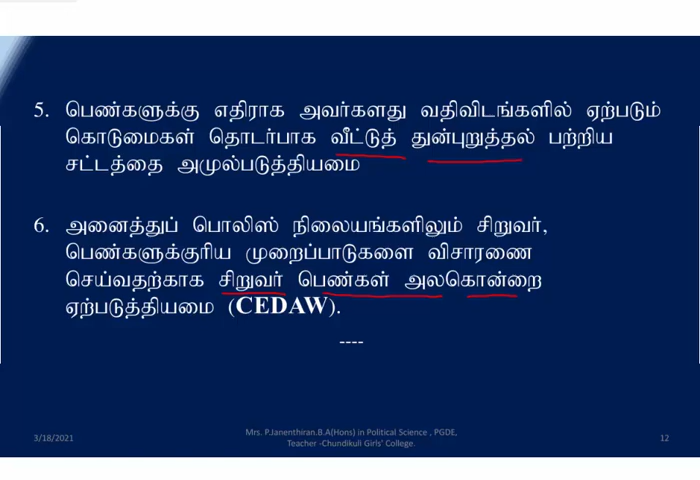 5. பெண்களுக்கு எதிராக அவர்களது வதிவிடங்களில் ஏற்படும்
கொடுமைகள் தொடர்பாக வீட்டுத் துன்புறுத்தல் பற்றிய
சட்டத்தை அமுல்படுத்தியமை
6. அனைத்துப் பொலிஸ் நிலையங்களிலும் சிறுவர்,
பெண்களுக்குரிய முறைப்பாடுகளை விசாரணை
செய்வதற்காக சிறுவர் பெண்கள் அலகொன்றை
ஏற்படுத்தியமை (CEDAW).
----
3/18/2021
Mrs. P.Janenthiran.B.A(Hons) in Political Science , PGDE,
Teacher -Chundikuli Girls' College.
12